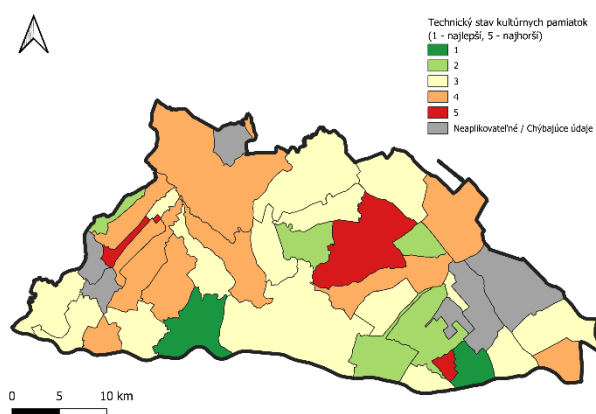 Technický stav kultúrnych pamiatok
(1 - najlepší, 5 - najhorší)
1
2
3
4
5
Neaplikovateľné / Chýbajúce údaje
0 5 10 km